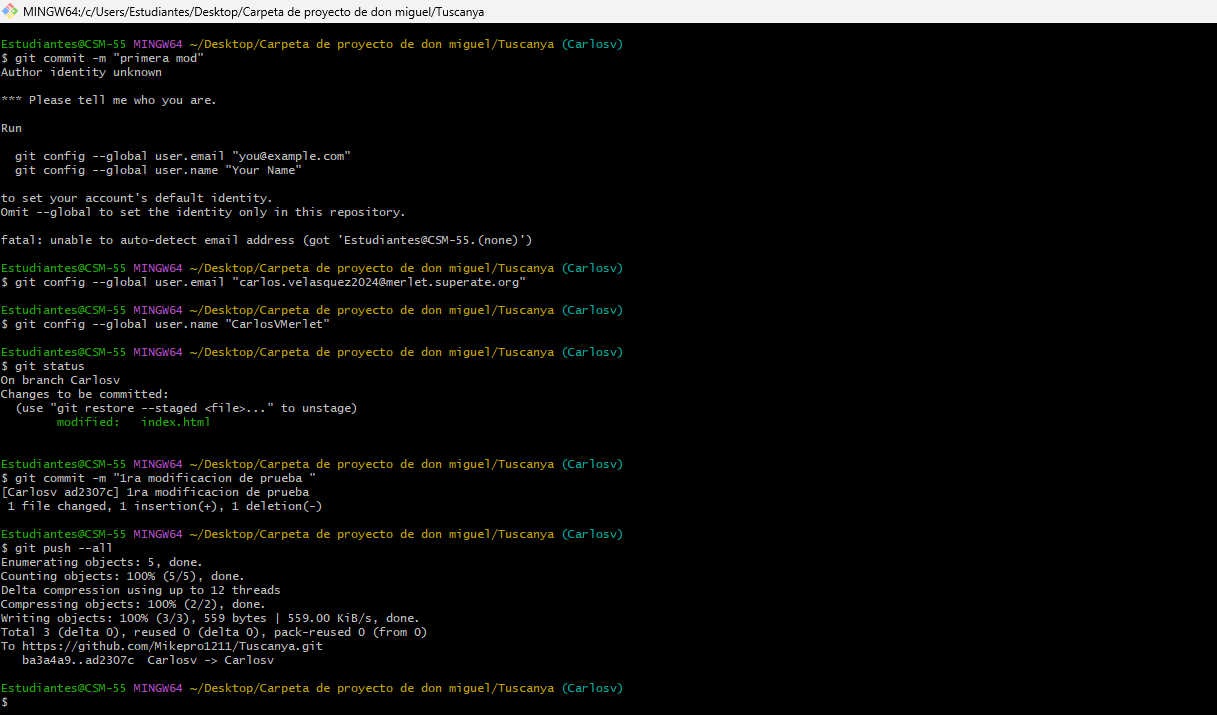 MINGW64:/c/Users/Estudiantes/Desktop/Carpeta de proyecto de don miguel/Tuscanya
Estudiantes@CSM-55 MINGW64 ~/Desktop/Carpeta de proyecto de don miguel/Tuscanya (Carlosv)
$ git commit -m "primera mod"
Author identity unknown
*** Please tell me who you are.
Run
git config --global user.email "you@example.com"
git config --global user.name "Your Name"
to set your account's default identity.
Omit --global to set the identity only in this repository.
fatal: unable to auto-detect email address (got 'Estudiantes@CSM-55.(none)')
Estudiantes@CSM-55 MINGW64 ~/Desktop/Carpeta de proyecto de don miguel/Tuscanya (Carlosv)
$ git config --global user.email "carlos.velasquez2024@merlet.superate.org"
Estudiantes@CSM-55 MINGW64 ~/Desktop/Carpeta de proyecto de don miguel/Tuscanya (Carlosv)
$ git config --global user.name "CarlosVMerlet"
Estudiantes@CSM-55 MINGW64 ~/Desktop/Carpeta de proyecto de don miguel/Tuscanya (Carlosv)
$ git status
On branch Carlosv
Changes to be committed:
(use "git restore --staged <file>..." to unstage)
modified:   index.html
Estudiantes@CSM-55 MINGW64 ~/Desktop/Carpeta de proyecto de don miguel/Tuscanya (Carlosv)
$ git commit -m "1ra modificacion de prueba "
[Carlosv ad2307c] 1ra modificacion de prueba
1 file changed, 1 insertion(+), 1 deletion(-)
Estudiantes@CSM-55 MINGW64 ~/Desktop/Carpeta de proyecto de don miguel/Tuscanya (Carlosv)
$ git push --all
Enumerating objects: 5, done.
Counting objects: 100% (5/5), done.
Delta compression using up to 12 threads
Compressing objects: 100% (2/2), done.
Writing objects: 100% (3/3), 559 bytes | 559.00 KiB/s, done.
Total 3 (delta 0), reused 0 (delta 0), pack-reused 0 (from 0)
To https://github.com/Mikepro1211/Tuscanya.git
ba3a4a9..ad2307c  Carlosv -> Carlosv
Estudiantes@CSM-55 MINGW64 ~/Desktop/Carpeta de proyecto de don miguel/Tuscanya (Carlosv)
$